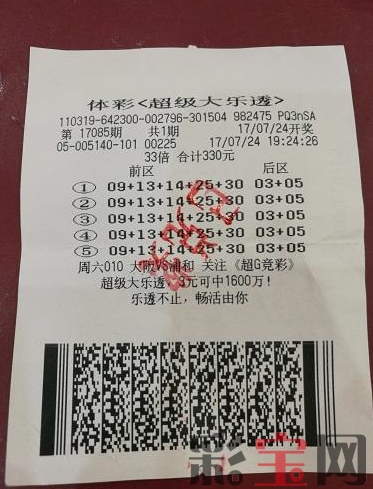 体彩<超级大乐透>
110319-642300-002796-301504 982475 PQ3nSA
第 17085期 共1期 17/07/24开奖
05-005140-101 00225 17/07/24 19:24:26
33倍 合计330元
前区 后区
① 09+13+14+25+30 03+05
② 09+13+14+25+30 03+05
③ 09+13+14+25+30 03+05
④ 09+13+14+25+30 03+05
⑤ 09+13+14+25+30 03+05
周六010 大阪VS浦和 关注《超G竞彩》
超级大乐透 3元可中1600万!
乐透不止，畅活由你
彩宝网